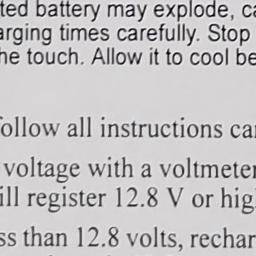 ted battery may explode, ca
arging times carefully. Stop
he touch. Allow it to cool be
follow all instructions ca
voltage with a voltmeter
ill register 12.8 V or hig
ss than 12.8 volts, rechar